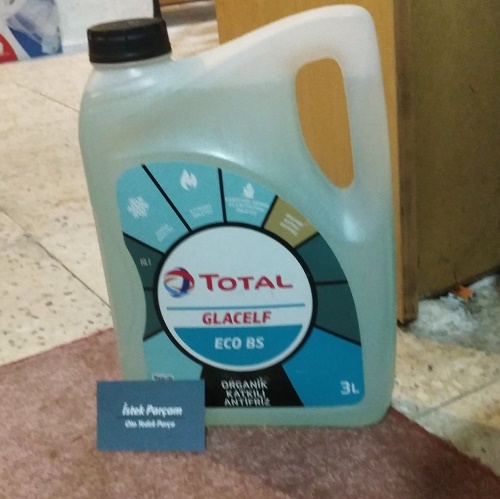 TOTAL
GLACELF
ECO BS
ORGANİK
KATKILI
ANTİFRİZ
3L
İstek Parçam
Oto Yedek Parça